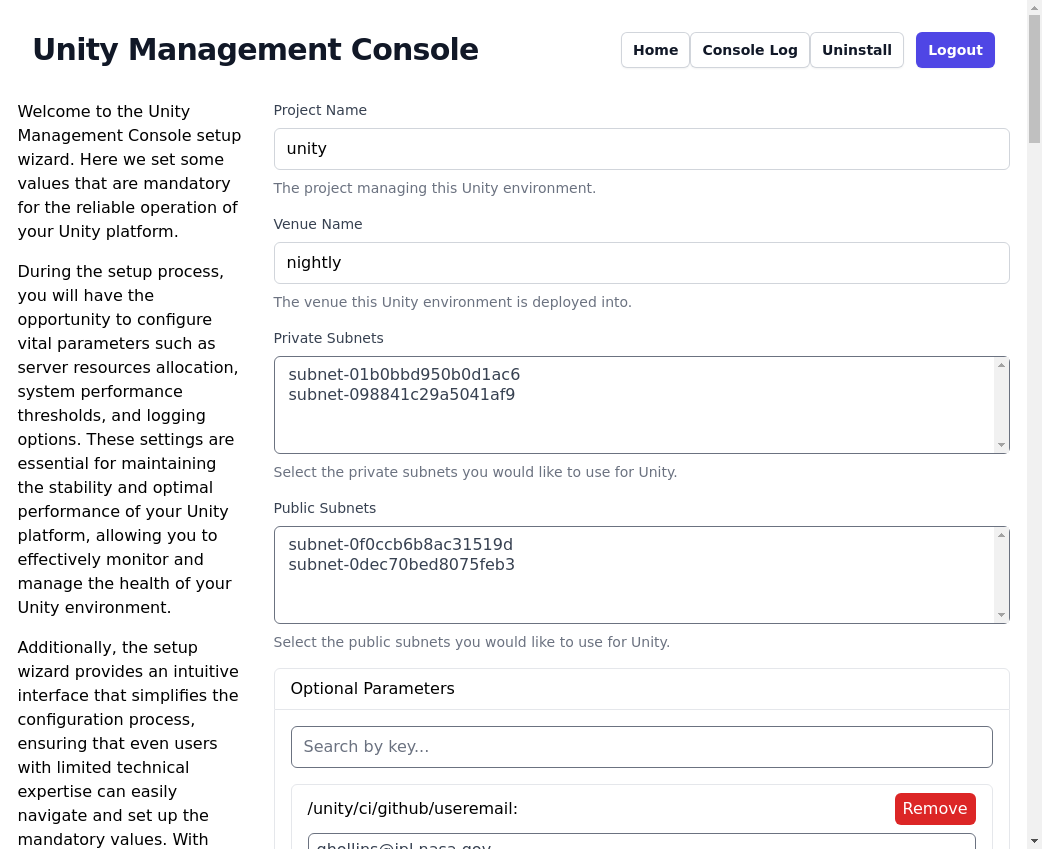 Unity Management Console
Home
Console Log
Uninstall
Logout
Welcome to the Unity
Management Console setup
wizard. Here we set some
values that are mandatory
for the reliable operation of
your Unity platform.
During the setup process,
you will have the
opportunity to configure
vital parameters such as
server resources allocation,
system performance
thresholds, and logging
options. These settings are
essential for maintaining
the stability and optimal
performance of your Unity
platform, allowing you to
effectively monitor and
manage the health of your
Unity environment.
Additionally, the setup
wizard provides an intuitive
interface that simplifies the
configuration process,
ensuring that even users
with limited technical
expertise can easily
navigate and set up the
mandatory values. With
Project Name
unity
The project managing this Unity environment.
Venue Name
nightly
The venue this Unity environment is deployed into.
Private Subnets
subnet-01b0bbd950b0d1ac6
subnet-098841c29a5041af9
Select the private subnets you would like to use for Unity.
Public Subnets
subnet-0f0ccb6b8ac31519d
subnet-0dec70bed8075feb3
Select the public subnets you would like to use for Unity.
Optional Parameters
Search by key...
/unity/ci/github/useremail:
Remove